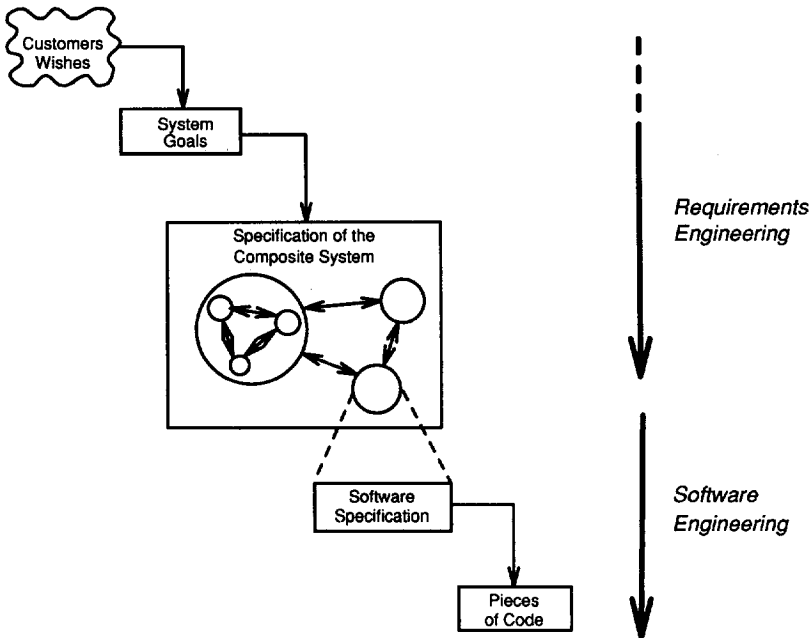 Customers
Wishes
System
Goals
Specification of the
Composite System
Requirements
Engineering
Software
Specification
Software
Engineering
Pieces
of Code